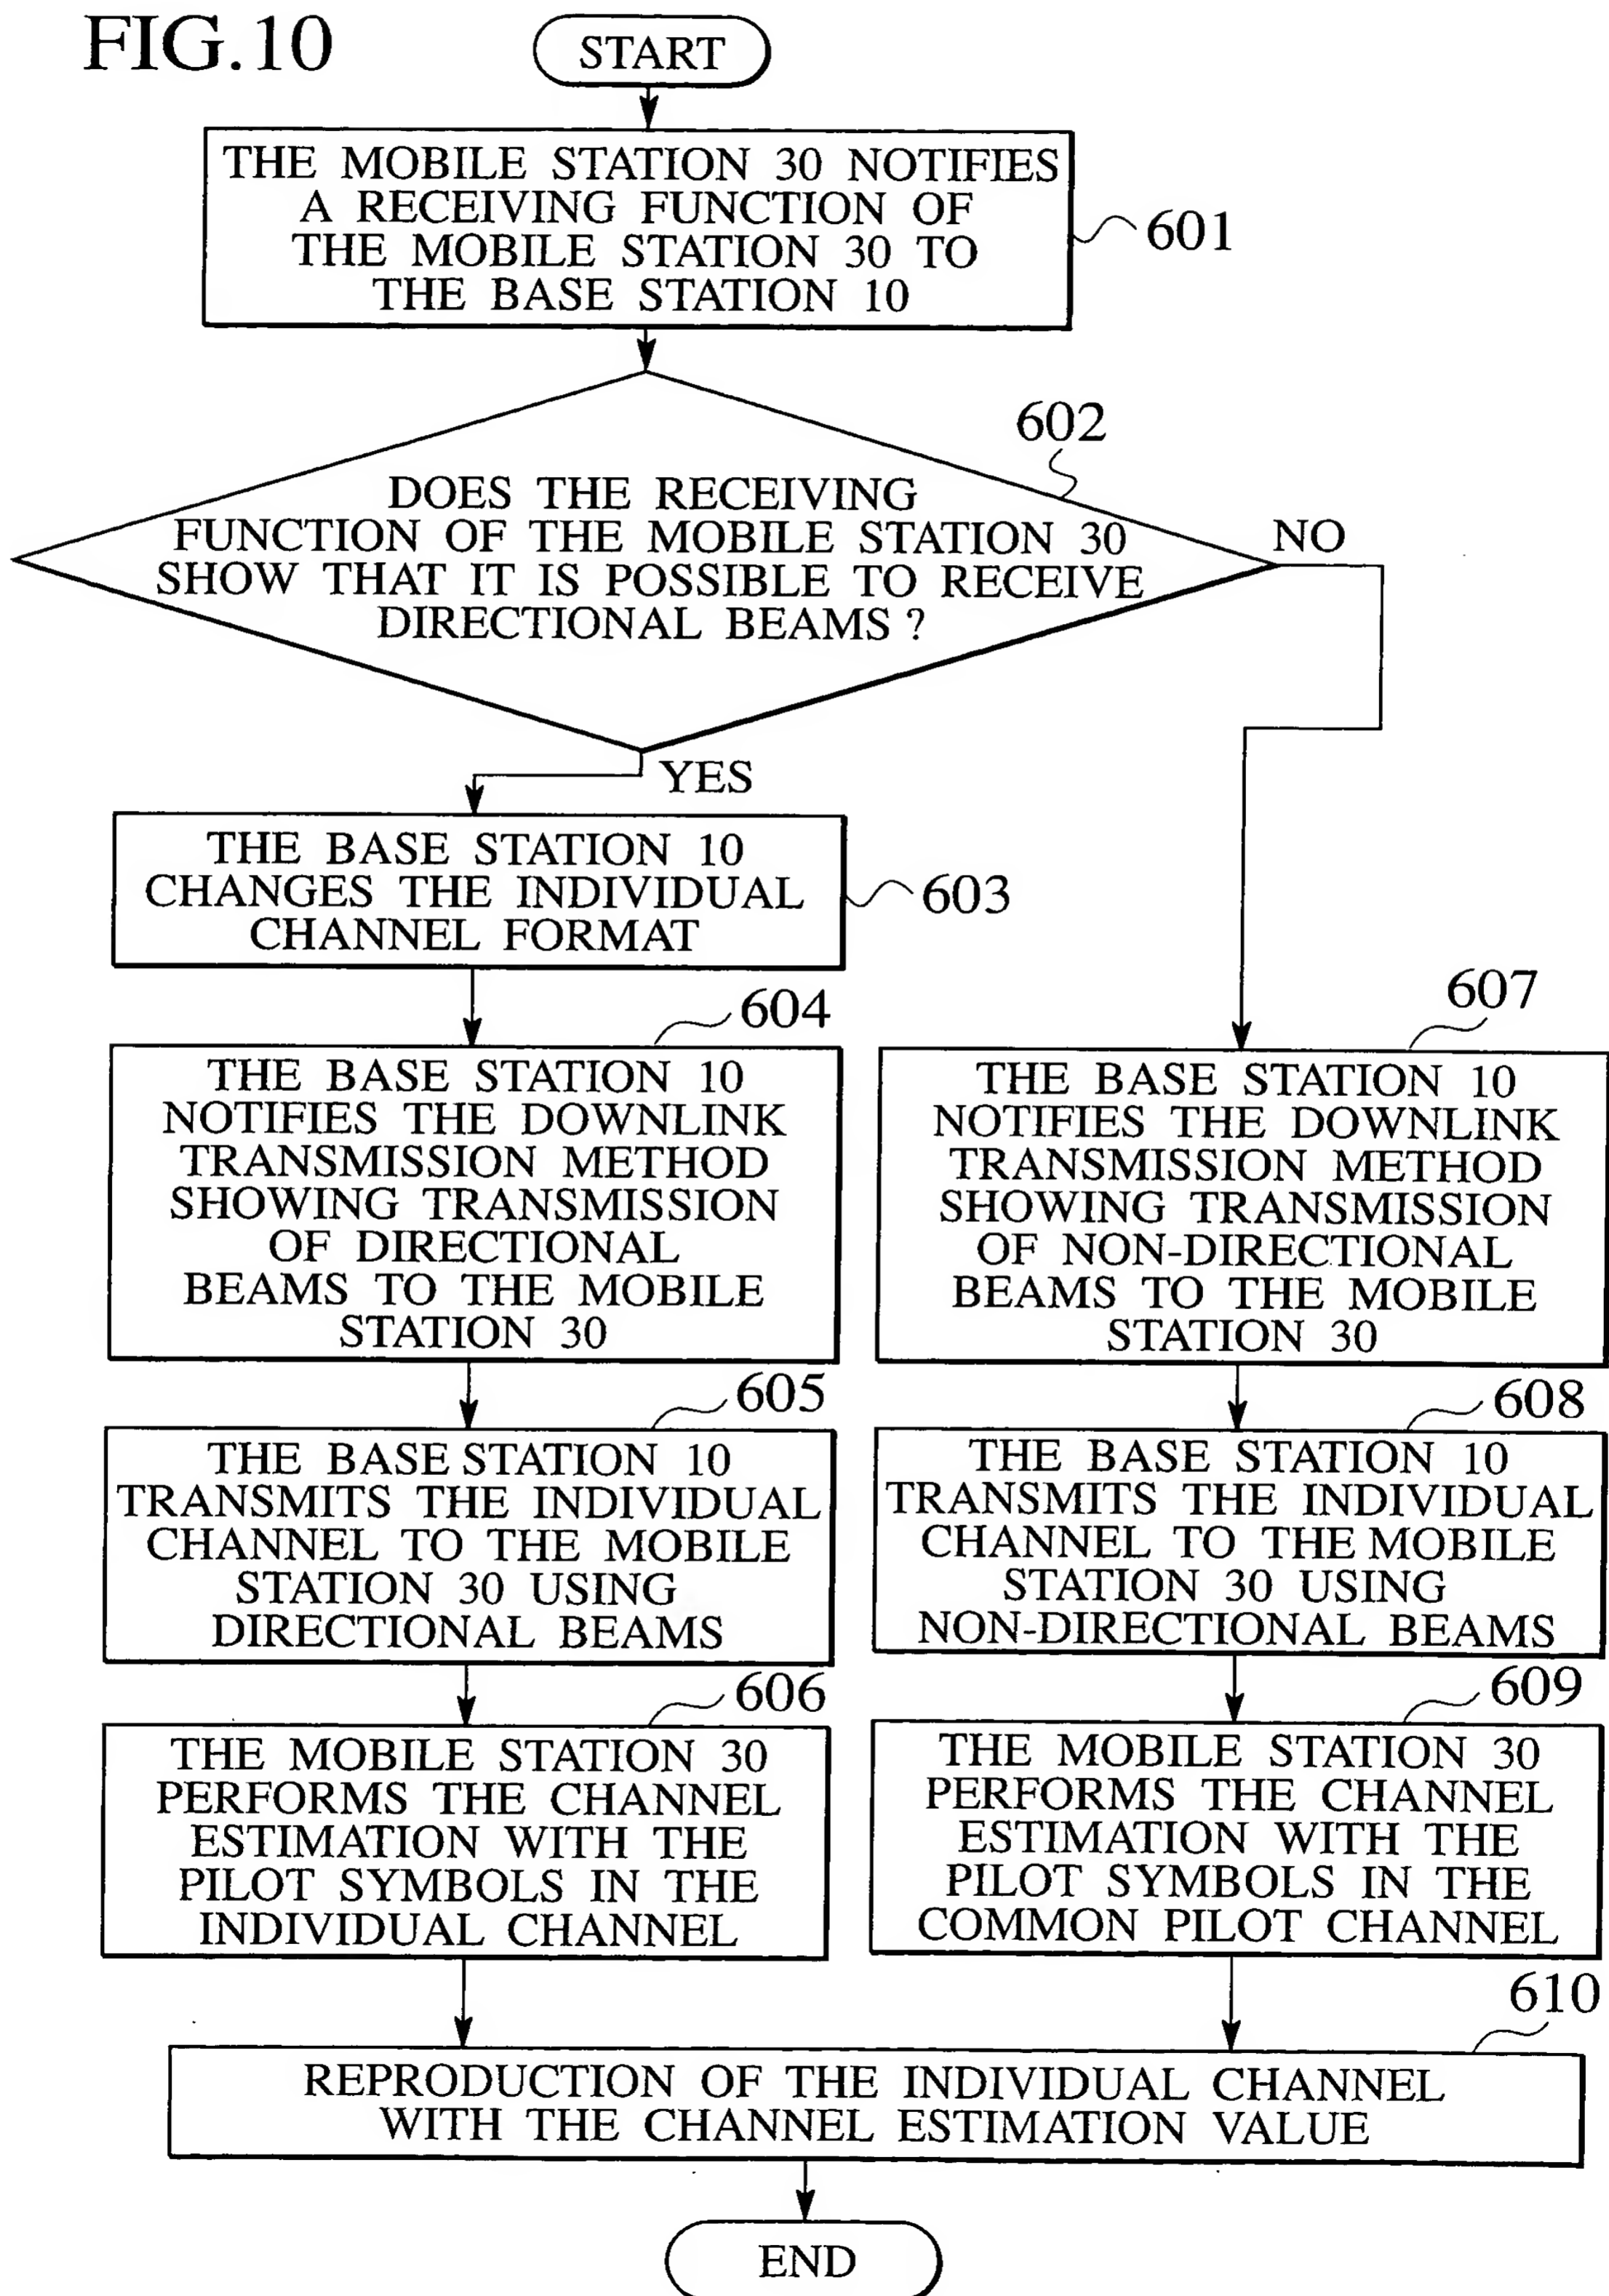 FIG.10
START
THE MOBILE STATION 30 NOTIFIES
A RECEIVING FUNCTION OF
THE MOBILE STATION 30 TO
THE BASE STATION 10
601
602
DOES THE RECEIVING
FUNCTION OF THE MOBILE STATION 30
SHOW THAT IT IS POSSIBLE TO RECEIVE
DIRECTIONAL BEAMS ?
NO
YES
THE BASE STATION 10
CHANGES THE INDIVIDUAL
CHANNEL FORMAT
603
604
THE BASE STATION 10
NOTIFIES THE DOWNLINK
TRANSMISSION METHOD
SHOWING TRANSMISSION
OF DIRECTIONAL
BEAMS TO THE MOBILE
STATION 30
605
THE BASE STATION 10
TRANSMITS THE INDIVIDUAL
CHANNEL TO THE MOBILE
STATION 30 USING
DIRECTIONAL BEAMS
606
THE MOBILE STATION 30
PERFORMS THE CHANNEL
ESTIMATION WITH THE
PILOT SYMBOLS IN THE
INDIVIDUAL CHANNEL
607
THE BASE STATION 10
NOTIFIES THE DOWNLINK
TRANSMISSION METHOD
SHOWING TRANSMISSION
OF NON-DIRECTIONAL
BEAMS TO THE MOBILE
STATION 30
608
THE BASE STATION 10
TRANSMITS THE INDIVIDUAL
CHANNEL TO THE MOBILE
STATION 30 USING
NON-DIRECTIONAL BEAMS
609
THE MOBILE STATION 30
PERFORMS THE CHANNEL
ESTIMATION WITH THE
PILOT SYMBOLS IN THE
COMMON PILOT CHANNEL
610
REPRODUCTION OF THE INDIVIDUAL CHANNEL
WITH THE CHANNEL ESTIMATION VALUE
END